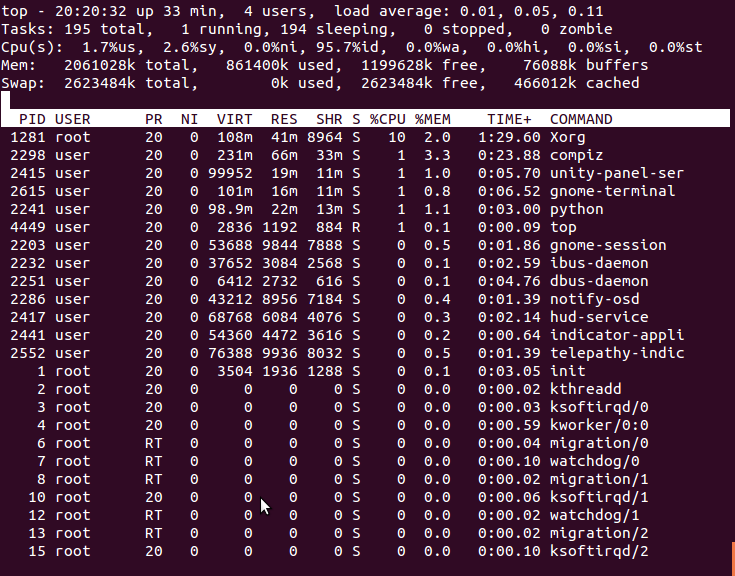 top - 20:20:32 up 33 min,  4 users,  load average: 0.01, 0.05, 0.11
Tasks: 195 total,   1 running, 194 sleeping,   0 stopped,   0 zombie
Cpu(s):  1.7%us,  2.6%sy,  0.0%ni, 95.7%id,  0.0%wa,  0.0%hi,  0.0%si,  0.0%st
Mem:   2061028k total,   861400k used,  1199628k free,    76088k buffers
Swap:  2623484k total,        0k used,  2623484k free,   466012k cached
PID USER      PR  NI  VIRT  RES  SHR S %CPU %MEM    TIME+  COMMAND
1281 root      20   0  108m  41m 8964 S   10  2.0   1:29.60 Xorg
2298 user      20   0  231m  66m  33m S    1  3.3   0:23.88 compiz
2415 user      20   0 99952  19m  11m S    1  1.0   0:05.70 unity-panel-ser
2615 user      20   0  101m  16m  11m S    1  0.8   0:06.52 gnome-terminal
2241 user      20   0 98.9m  22m  13m S    1  1.1   0:03.00 python
4449 user      20   0  2836 1192  884 R    1  0.1   0:00.09 top
2203 user      20   0 53688 9844 7888 S    0  0.5   0:01.86 gnome-session
2232 user      20   0 37652 3084 2568 S    0  0.1   0:02.59 ibus-daemon
2251 user      20   0  6412 2732  616 S    0  0.1   0:04.76 dbus-daemon
2286 user      20   0 43212 8956 7184 S    0  0.4   0:01.39 notify-osd
2417 user      20   0 68768 6084 4076 S    0  0.3   0:02.14 hud-service
2441 user      20   0 54360 4472 3616 S    0  0.2   0:00.64 indicator-appli
2552 user      20   0 76388 9936 8032 S    0  0.5   0:01.39 telepathy-indic
1 root      20   0  3504 1936 1288 S    0  0.1   0:03.05 init
2 root      20   0     0    0    0 S    0  0.0   0:00.02 kthreadd
3 root      20   0     0    0    0 S    0  0.0   0:00.03 ksoftirqd/0
4 root      20   0     0    0    0 S    0  0.0   0:00.59 kworker/0:0
6 root      RT   0     0    0    0 S    0  0.0   0:00.04 migration/0
7 root      RT   0     0    0    0 S    0  0.0   0:00.10 watchdog/0
8 root      RT   0     0    0    0 S    0  0.0   0:00.02 migration/1
10 root      20   0     0    0    0 S    0  0.0   0:00.06 ksoftirqd/1
12 root      RT   0     0    0    0 S    0  0.0   0:00.02 watchdog/1
13 root      RT   0     0    0    0 S    0  0.0   0:00.02 migration/2
15 root      20   0     0    0    0 S    0  0.0   0:00.10 ksoftirqd/2